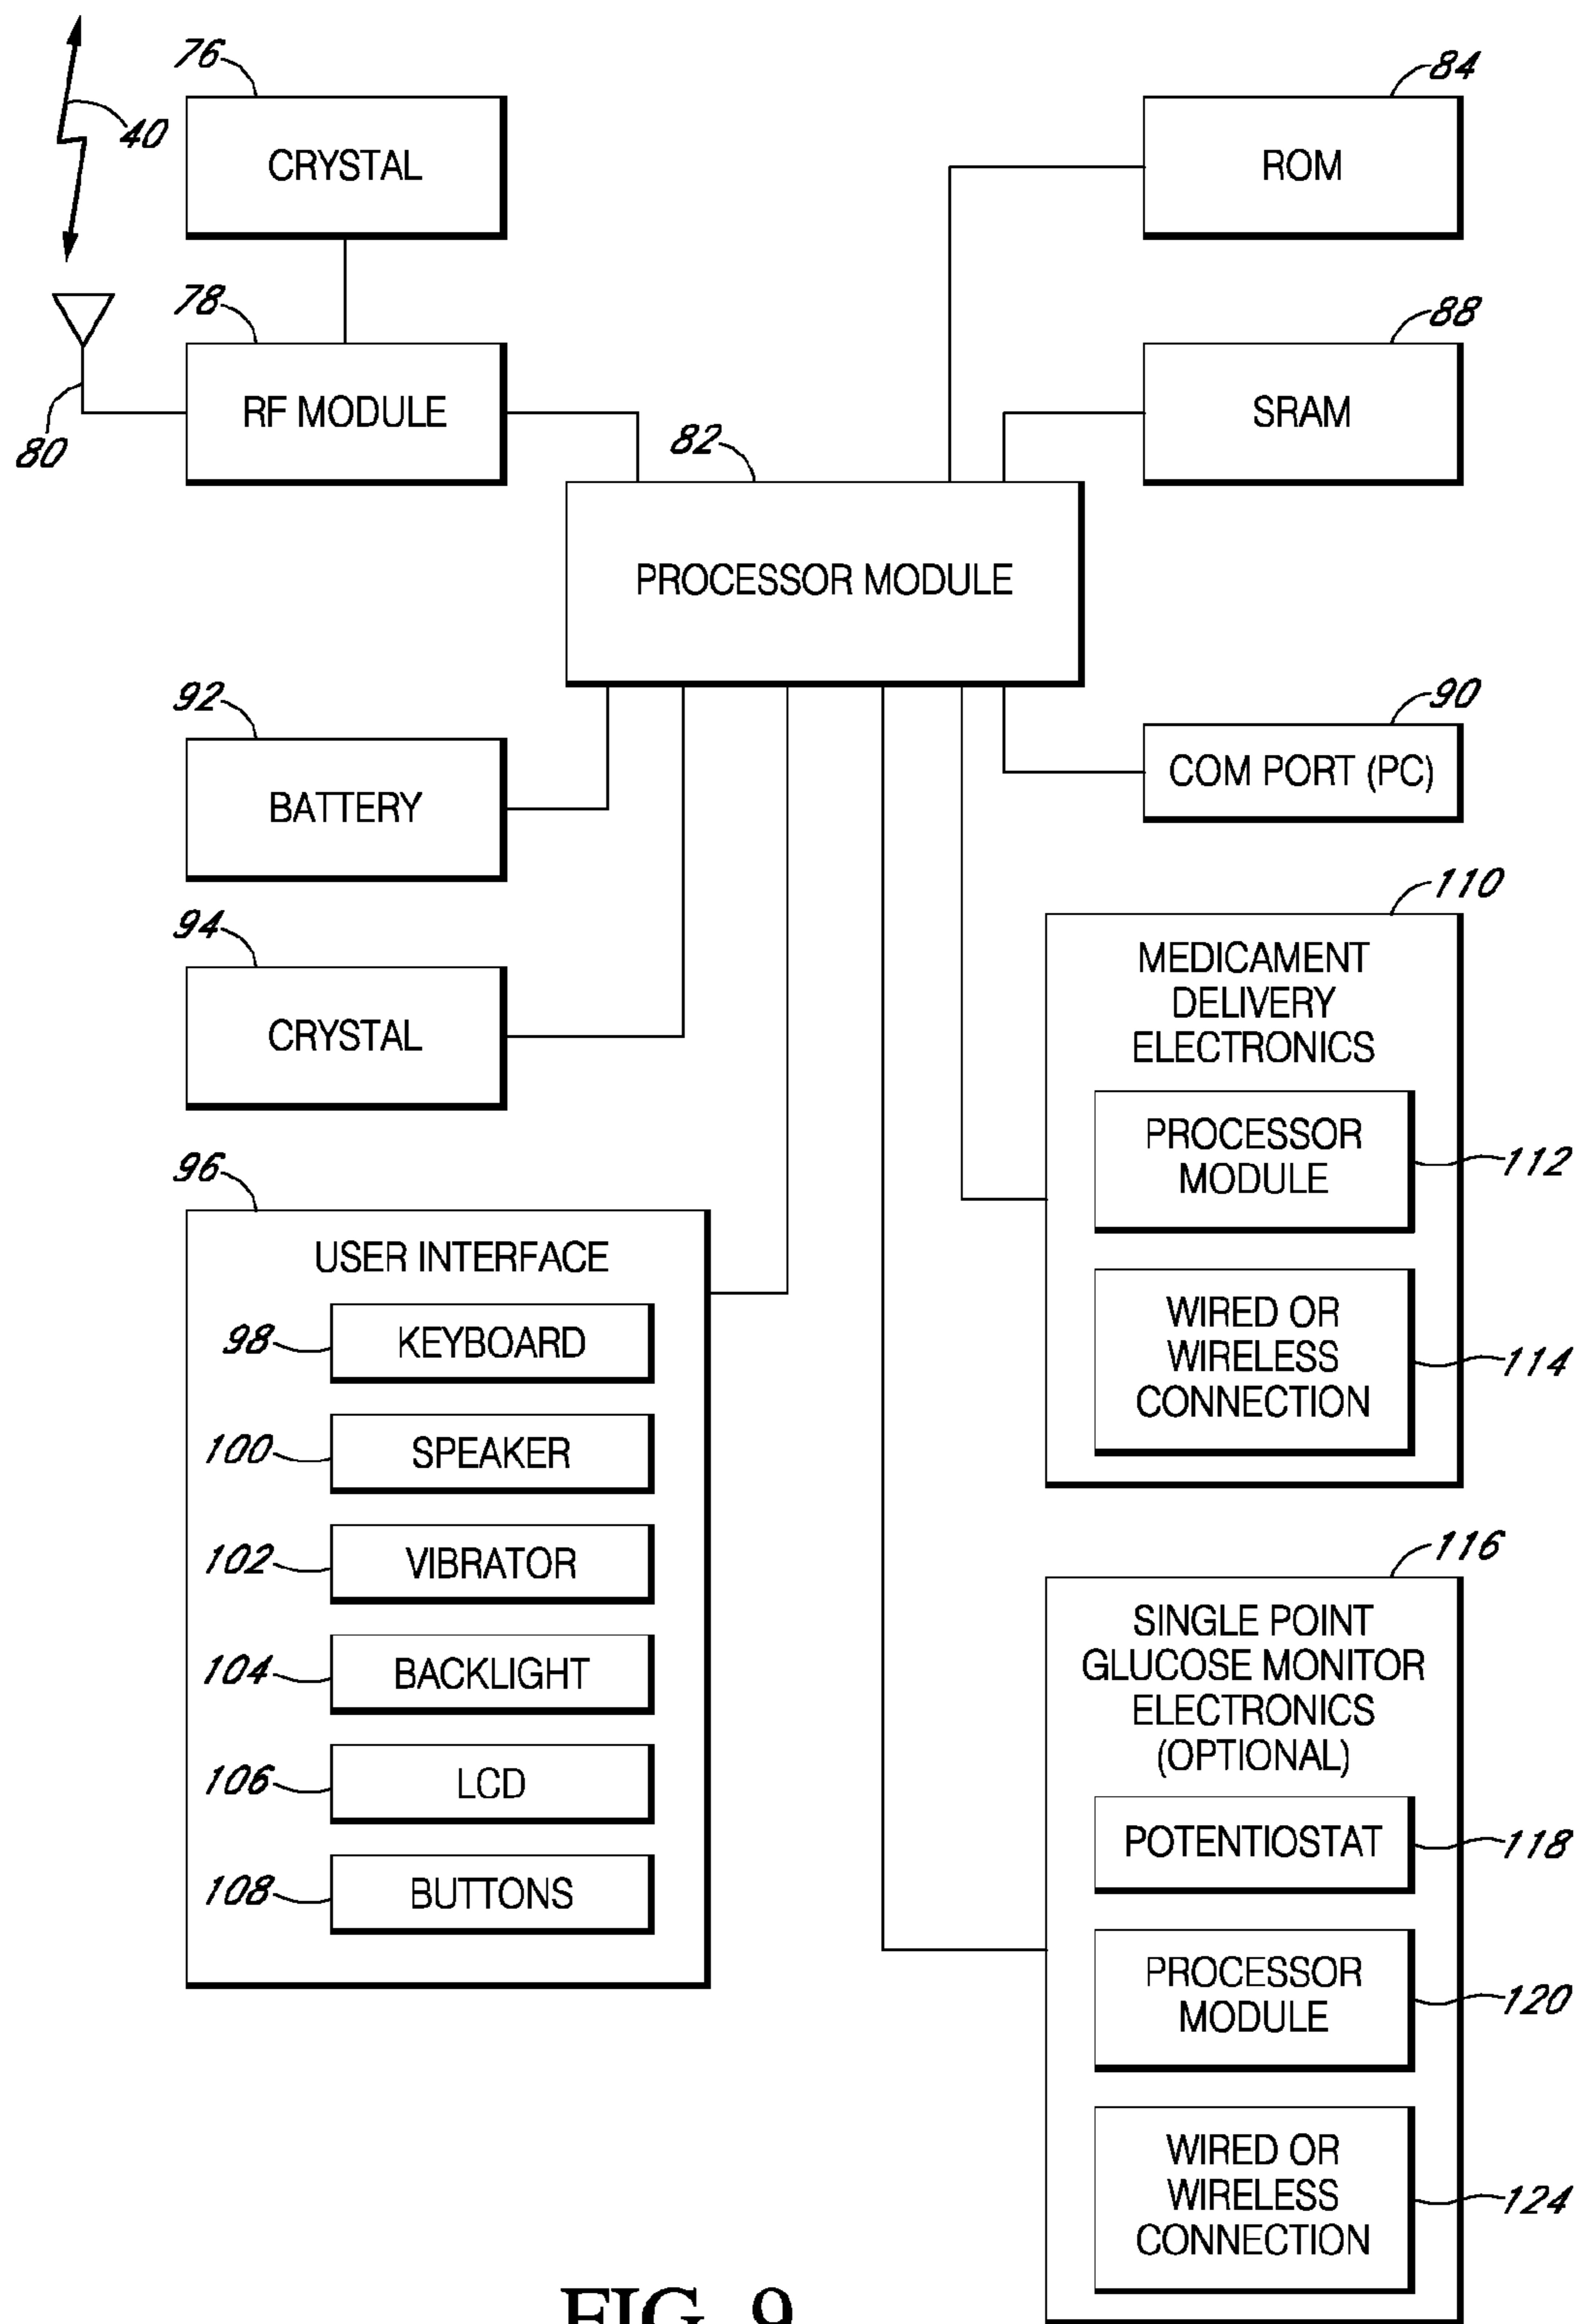 76
84
40
CRYSTAL
ROM
78
88
RF MODULE
SRAM
80
82
PROCESSOR MODULE
92
90
COM PORT (PC)
BATTERY
110
94
MEDICAMENT
DELIVERY
ELECTRONICS
CRYSTAL
PROCESSOR
MODULE
112
96
USER INTERFACE
WIRED OR
WIRELESS
CONNECTION
114
98
KEYBOARD
100
SPEAKER
102
VIBRATOR
104
BACKLIGHT
106
LCD
108
BUTTONS
116
SINGLE POINT
GLUCOSE MONITOR
ELECTRONICS
(OPTIONAL)
POTENTIOSTAT
118
PROCESSOR
MODULE
120
WIRED OR
WIRELESS
CONNECTION
124
FIG. 9